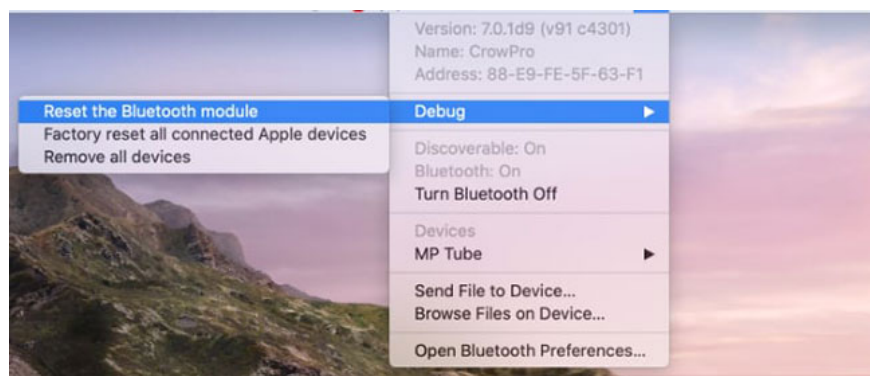 Version: 7.0.1d9 (v91 c4301)
Name: CrowPro
Address: 88-E9-FE-5F-63-F1
Debug
Reset the Bluetooth module
Factory reset all connected Apple devices
Remove all devices
Discoverable: On
Bluetooth: On
Turn Bluetooth Off
Devices
MP Tube
Send File to Device...
Browse Files on Device...
Open Bluetooth Preferences...